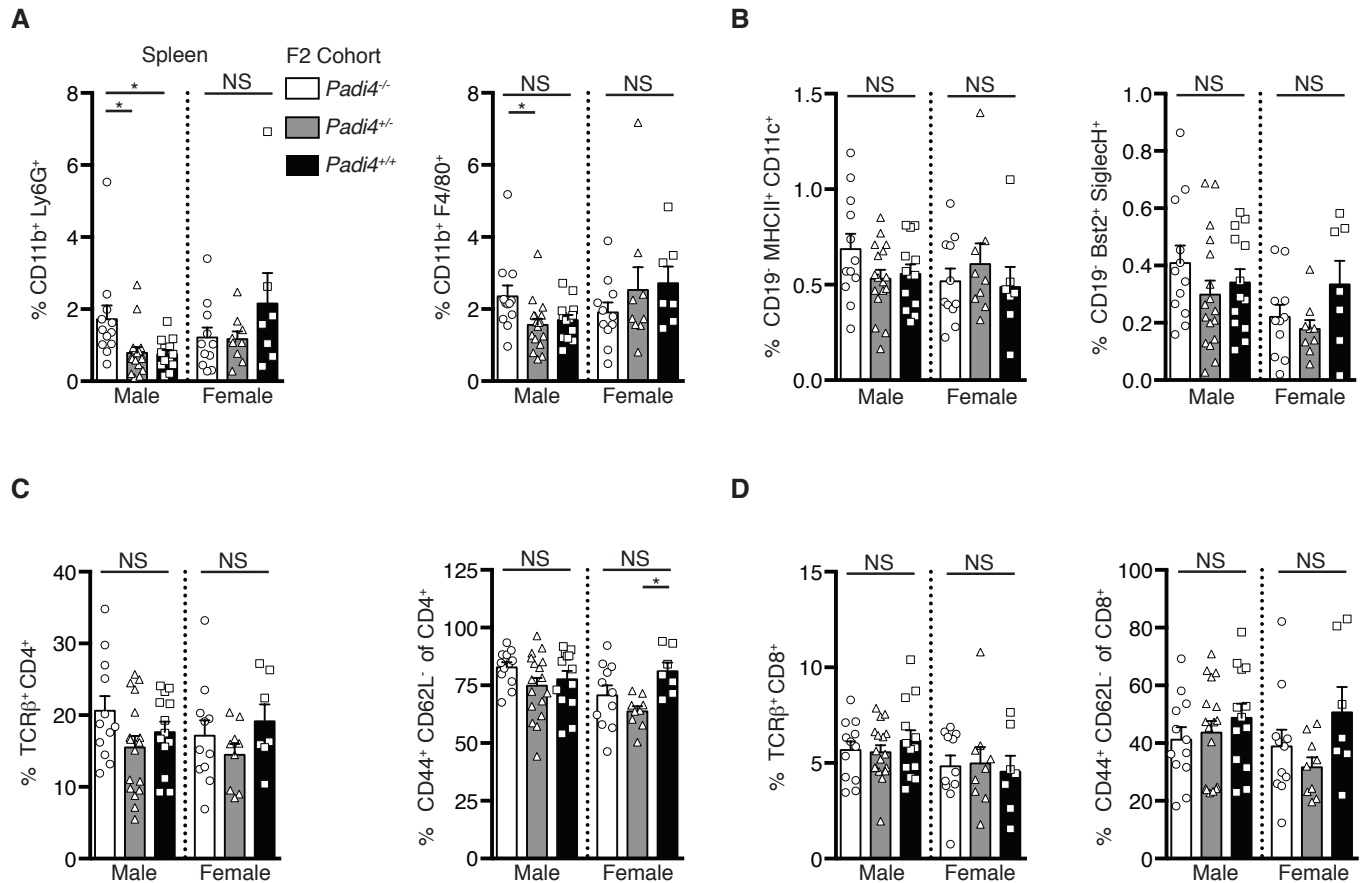 A
Spleen
F2 Cohort
Padi4-/-
Padi4+/-
Padi4+/+
% CD11b+ Ly6G+
8
6
4
2
0
*
*
NS
Male
Female
% CD11b+ F4/80+
8
6
4
2
0
NS
*
NS
Male
Female
B
% CD19- MHCII+ CD11c+
1.5
1.0
0.5
0.0
NS
NS
Male
Female
% CD19- Bst2+ SiglecH+
1.0
0.8
0.6
0.4
0.2
0.0
NS
NS
Male
Female
C
% TCRβ+ CD4+
40
30
20
10
0
NS
NS
Male
Female
% CD44+ CD62L- of CD4+
125
100
75
50
25
0
NS
NS
*
Male
Female
D
% TCRβ+ CD8+
15
10
5
0
NS
NS
Male
Female
% CD44+ CD62L- of CD8+
100
80
60
40
20
0
NS
NS
Male
Female